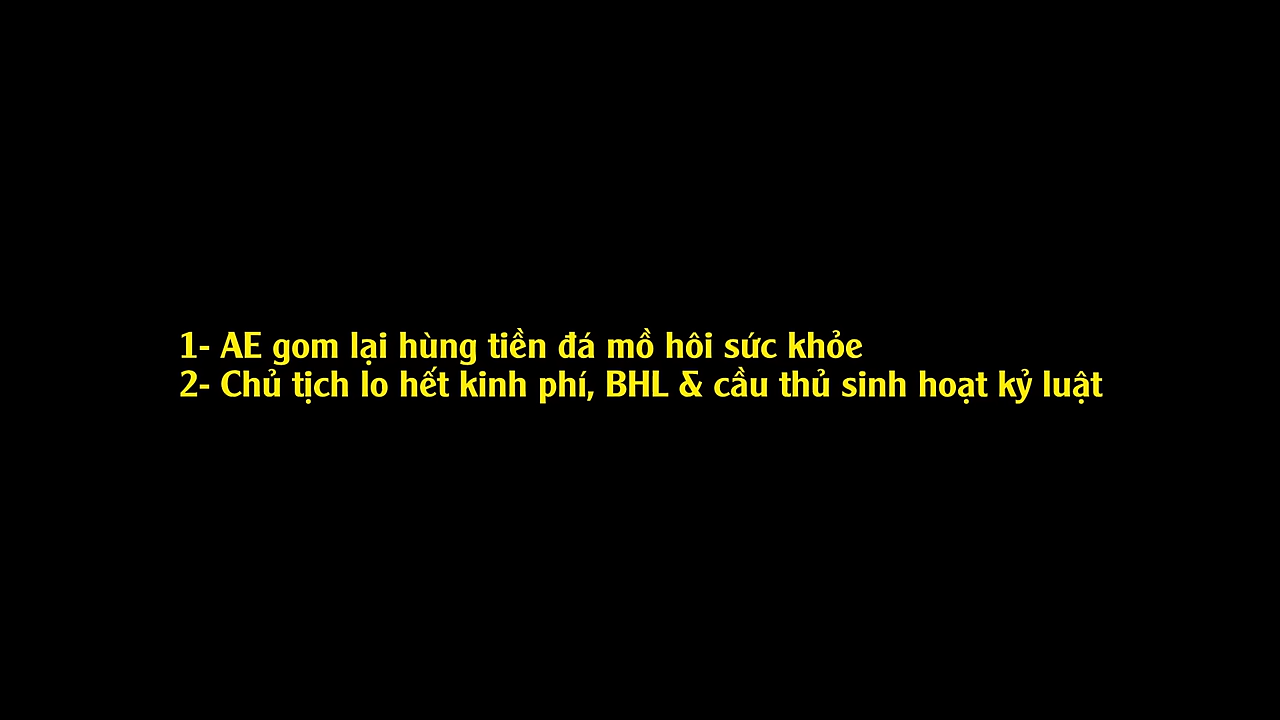 1- AE gom lại hùng tiền đá mồ hôi sức khỏe
2- Chủ tịch lo hết kinh phí, BHL & cầu thủ sinh hoạt kỷ luật